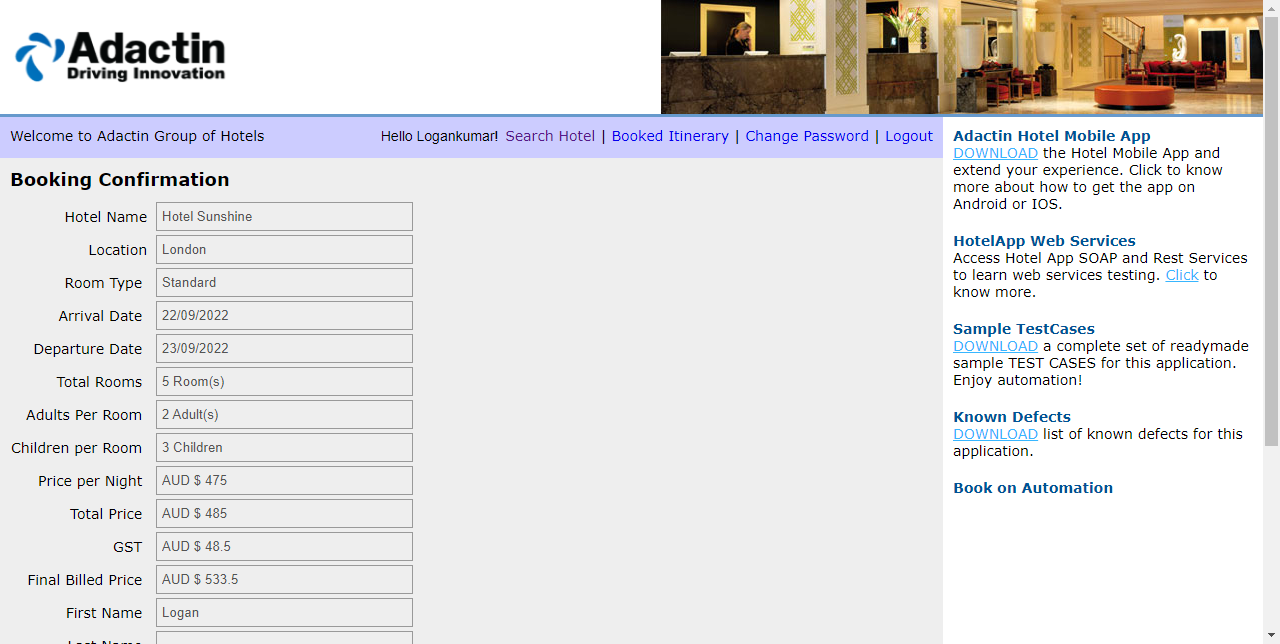 Adactin
Driving Innovation
Welcome to Adactin Group of Hotels
Hello Logankumar! Search Hotel | Booked Itinerary | Change Password | Logout
Booking Confirmation
Hotel Name Hotel Sunshine
Location London
Room Type Standard
Arrival Date 22/09/2022
Departure Date 23/09/2022
Total Rooms 5 Room(s)
Adults Per Room 2 Adult(s)
Children per Room 3 Children
Price per Night AUD $ 475
Total Price AUD $ 485
GST AUD $ 48.5
Final Billed Price AUD $ 533.5
First Name Logan
Last Name
Adactin Hotel Mobile App
DOWNLOAD the Hotel Mobile App and
extend your experience. Click to know
more about how to get the app on
Android or IOS.
HotelApp Web Services
Access Hotel App SOAP and Rest Services
to learn web services testing. Click to
know more.
Sample TestCases
DOWNLOAD a complete set of readymade
sample TEST CASES for this application.
Enjoy automation!
Known Defects
DOWNLOAD list of known defects for this
application.
Book on Automation